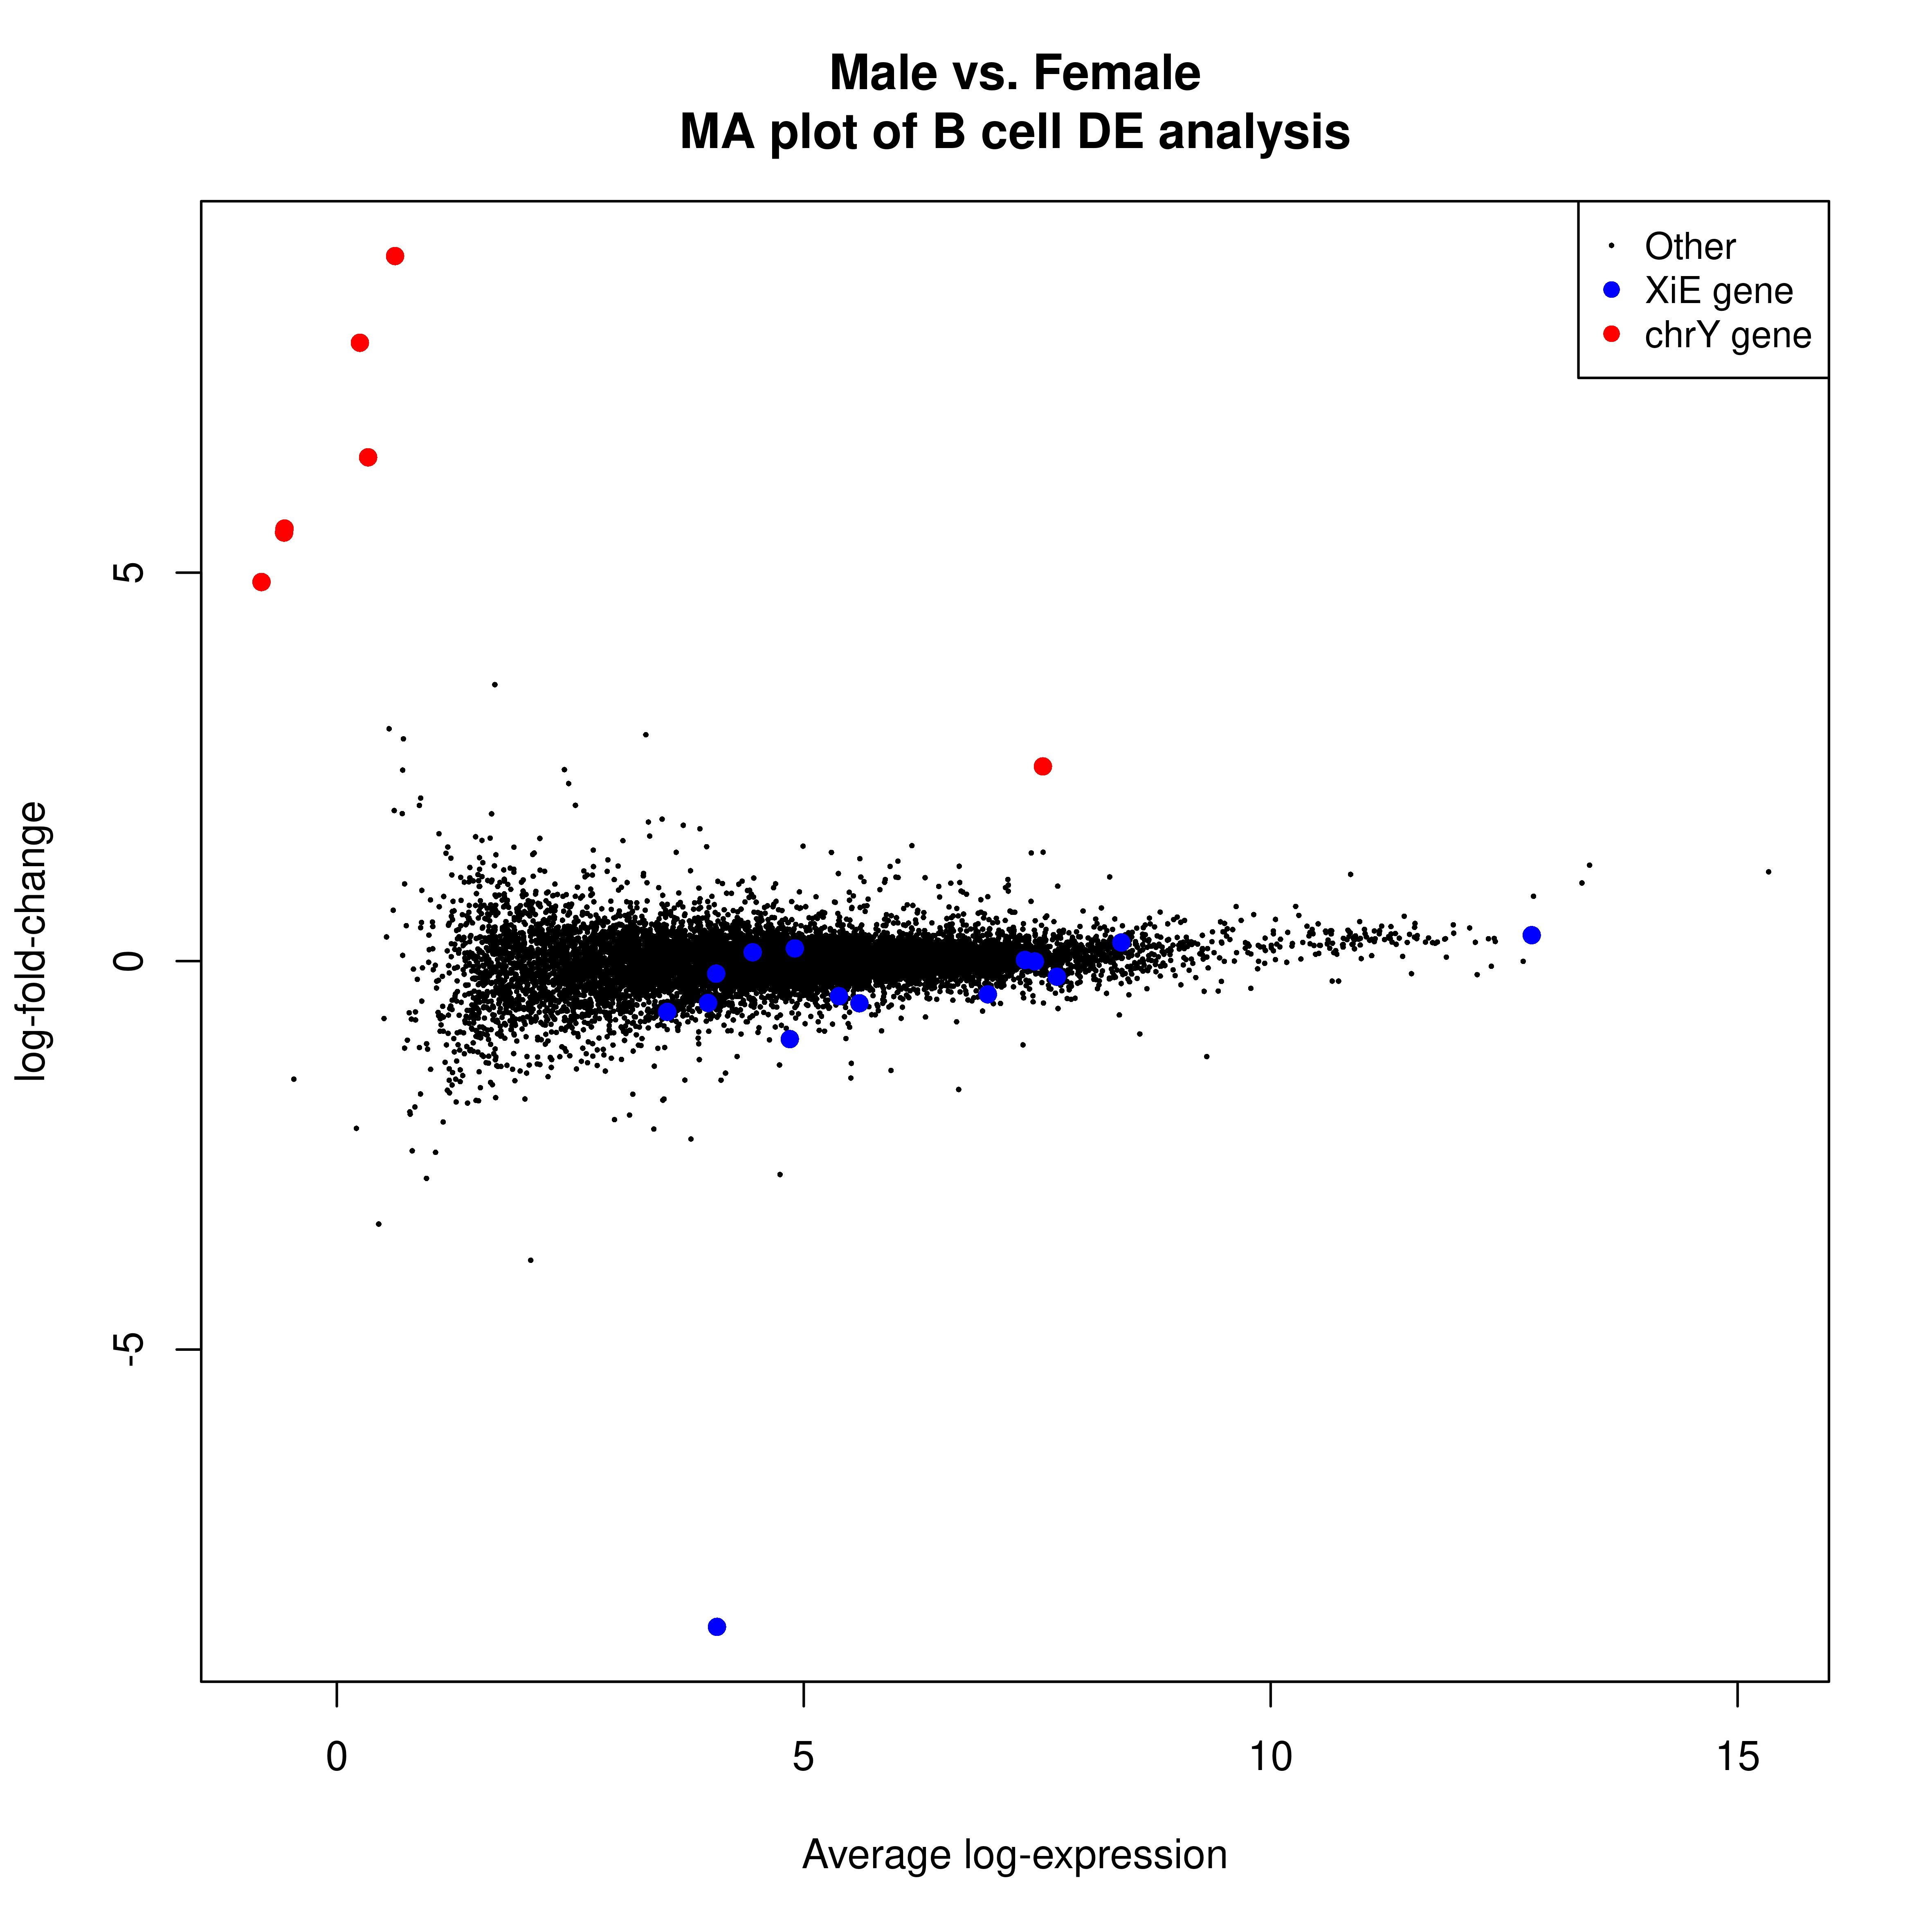 Male vs. Female
MA plot of B cell DE analysis
Other
XiE gene
chrY gene
log-fold-change
5
0
-5
0
5
10
15
Average log-expression